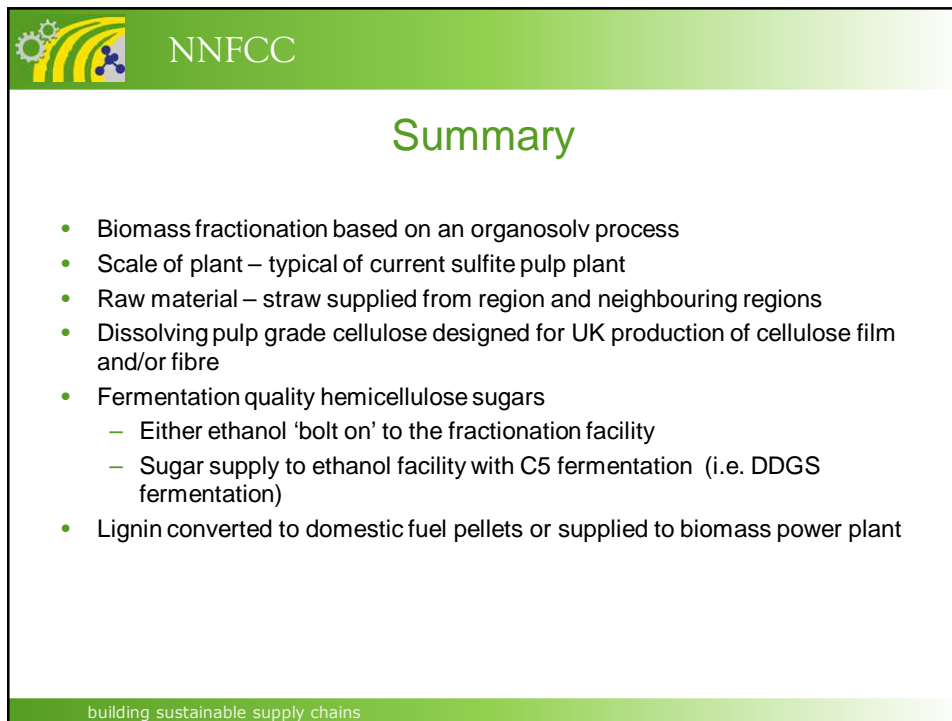 NNFCC
Summary
• Biomass fractionation based on an organosolv process
• Scale of plant – typical of current sulfite pulp plant
• Raw material – straw supplied from region and neighbouring regions
• Dissolving pulp grade cellulose designed for UK production of cellulose film
and/or fibre
• Fermentation quality hemicellulose sugars
– Either ethanol ‘bolt on’ to the fractionation facility
– Sugar supply to ethanol facility with C5 fermentation (i.e. DDGS
fermentation)
• Lignin converted to domestic fuel pellets or supplied to biomass power plant
building sustainable supply chains